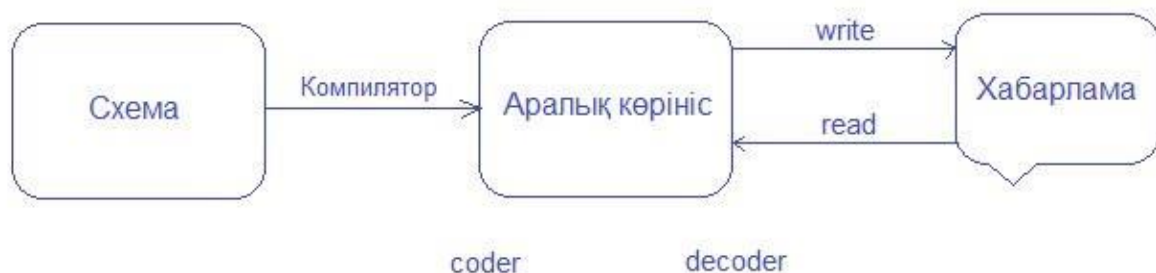 Схема
Компилятор
Аралық көрініс
write
read
Хабарлама
coder
decoder